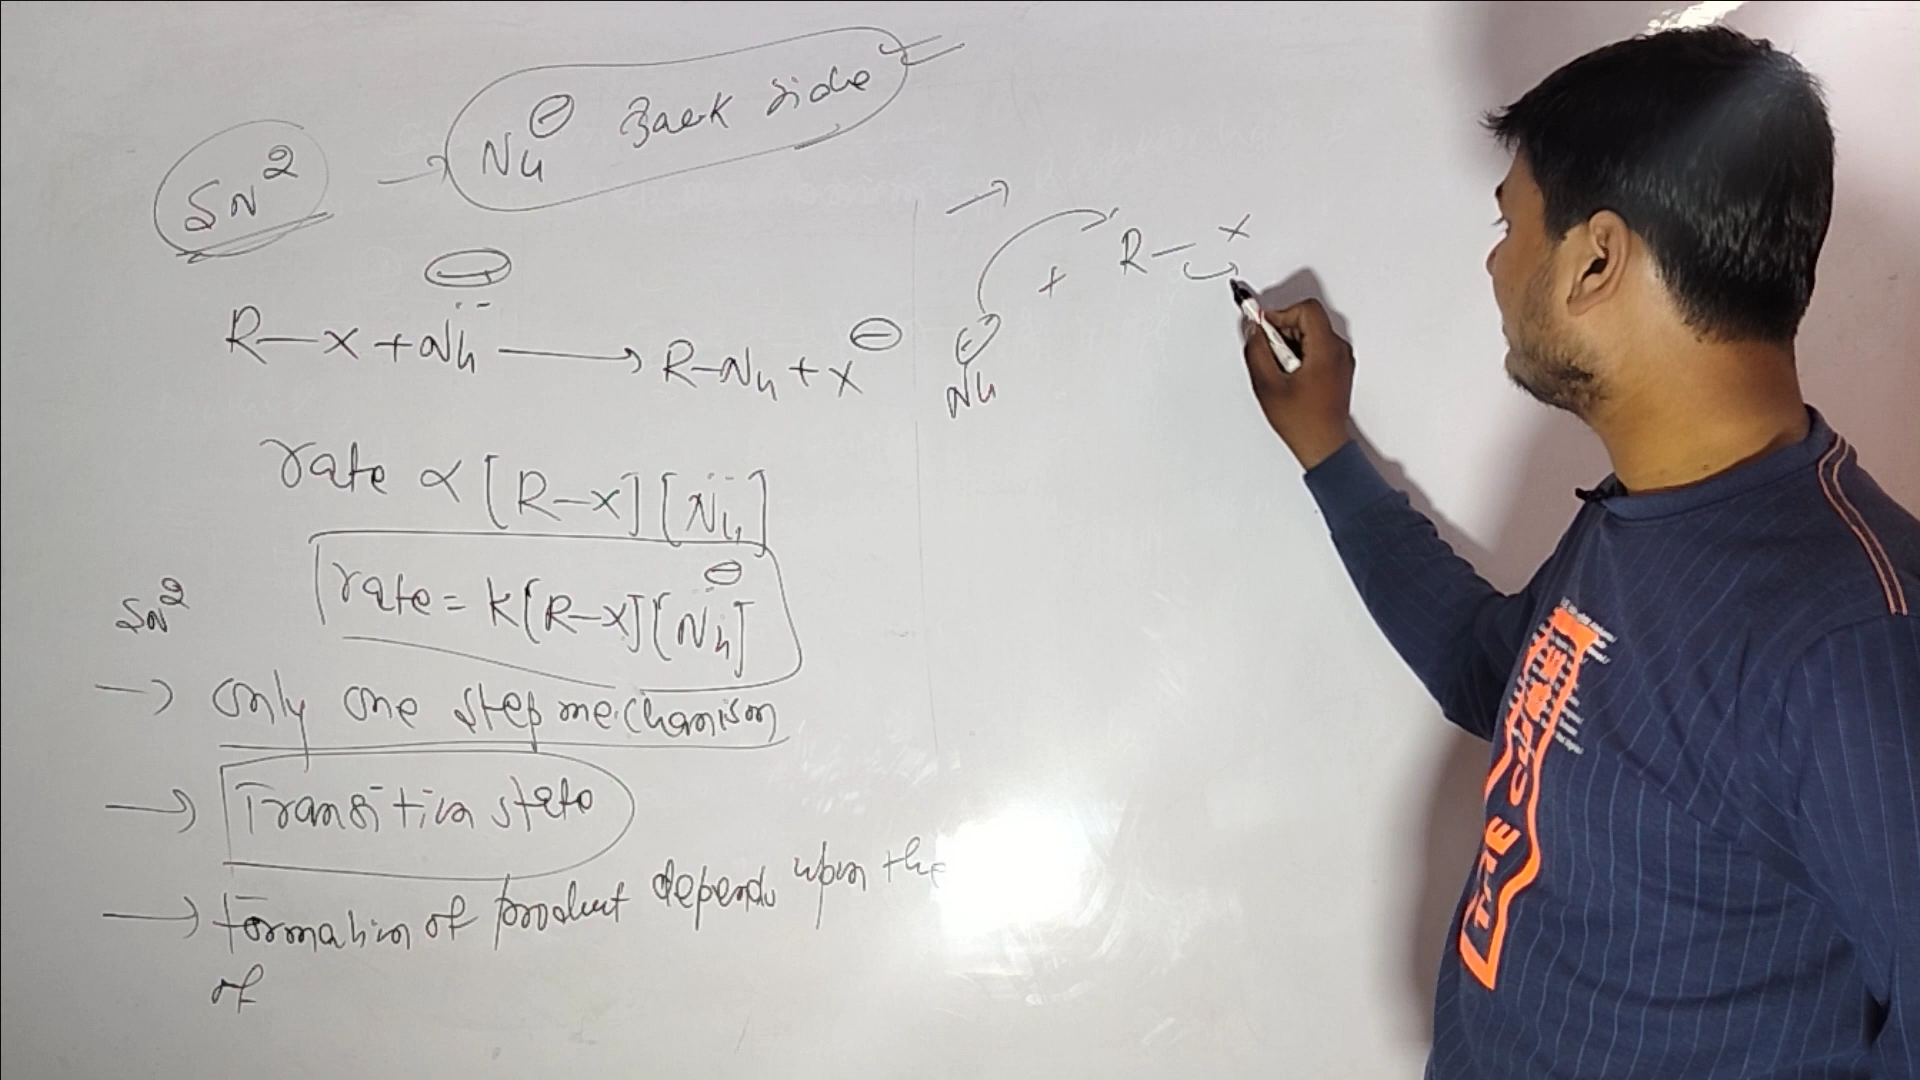 SN² → Nu⊖ Back side
R—X + Nu⊖ → R—Nu + X⊖
rate ∝ [R—X][Nu]
rate = K[R—X][Nu⊖]
SN²
→ Only one step mechanism
→ Transition state
→ formation of product depends upon the
of
→
Nu⊖ + R—X
THE